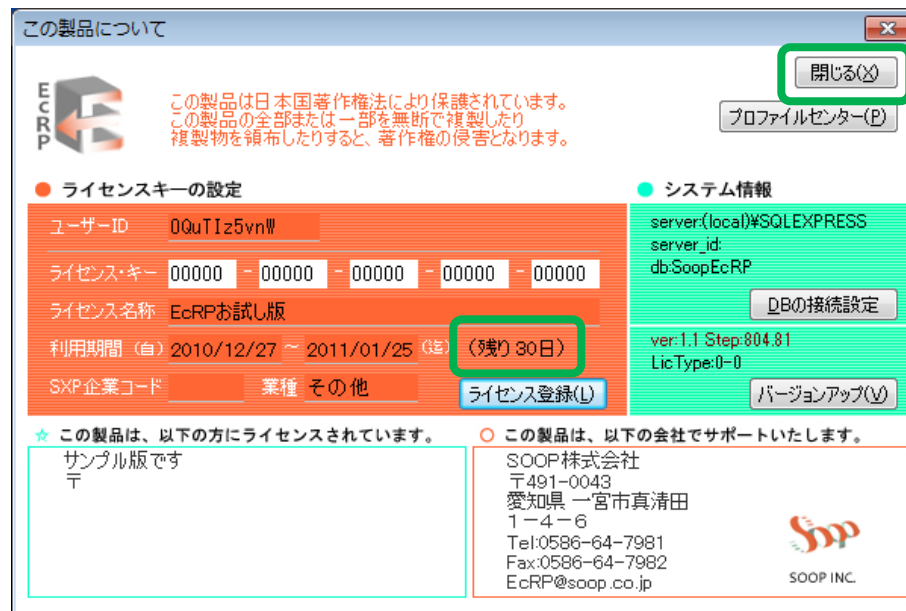 この製品について
閉じる(X)
EcRP
この製品は日本国著作権法により保護されています。
この製品の全部または一部を無断で複製したり
複製物を領布したりすると、著作権の侵害となります。
プロファイルセンター(P)
● ライセンスキーの設定
ユーザーID 0QuTIz5vnW
ライセンス・キー 00000 - 00000 - 00000 - 00000 - 00000
ライセンス名称 EcRPお試し版
利用期間 (自) 2010/12/27 ~ 2011/01/25 (迄) (残り 30日)
SXP企業コード 業種 その他 ライセンス登録(L)
● システム情報
server:(local)¥SQLEXPRESS
server_id:
db:SoopEcRP
DBの接続設定
ver:1.1 Step:804.81
LicType:0-0
バージョンアップ(V)
☆ この製品は、以下の方にライセンスされています。
サンプル版です
〒
○ この製品は、以下の会社でサポートいたします。
SOOP株式会社
〒491-0043
愛知県 一宮市真清田
1-4-6
Tel:0586-64-7981
Fax:0586-64-7982
EcRP@soop.co.jp
Soop
SOOP INC.